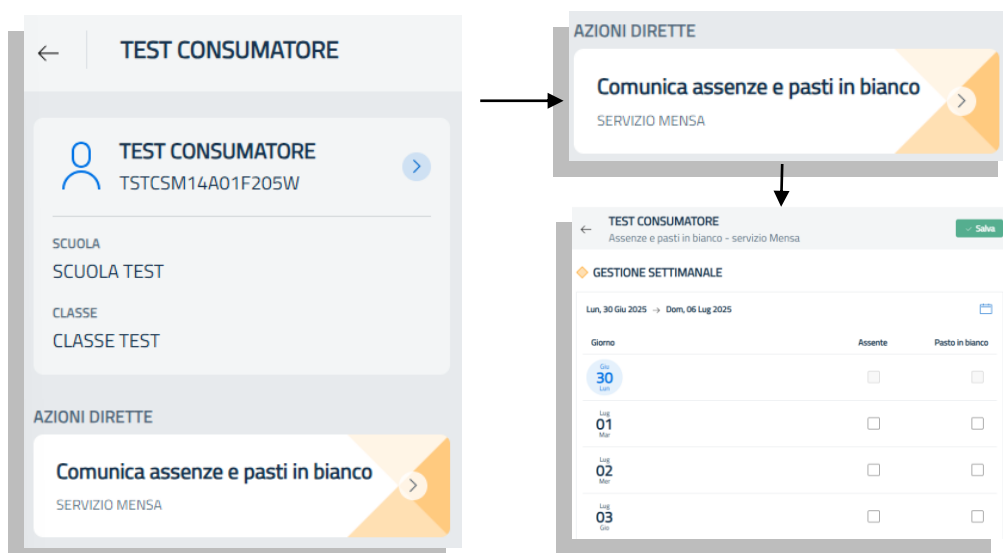 TEST CONSUMATORE
TEST CONSUMATORE
TSTCSM14A01F205W
SCUOLA
SCUOLA TEST
CLASSE
CLASSE TEST
AZIONI DIRETTE
Comunica assenze e pasti in bianco
SERVIZIO MENSA
AZIONI DIRETTE
Comunica assenze e pasti in bianco
SERVIZIO MENSA
TEST CONSUMATORE
Assenze e pasti in bianco - servizio Mensa
Salva
GESTIONE SETTIMANALE
Lun, 30 Giu 2025 → Dom, 06 Lug 2025
Giorno Assente Pasto in bianco
Giu
30
Lun
Lug
01
Mar
Lug
02
Mer
Lug
03
Gio